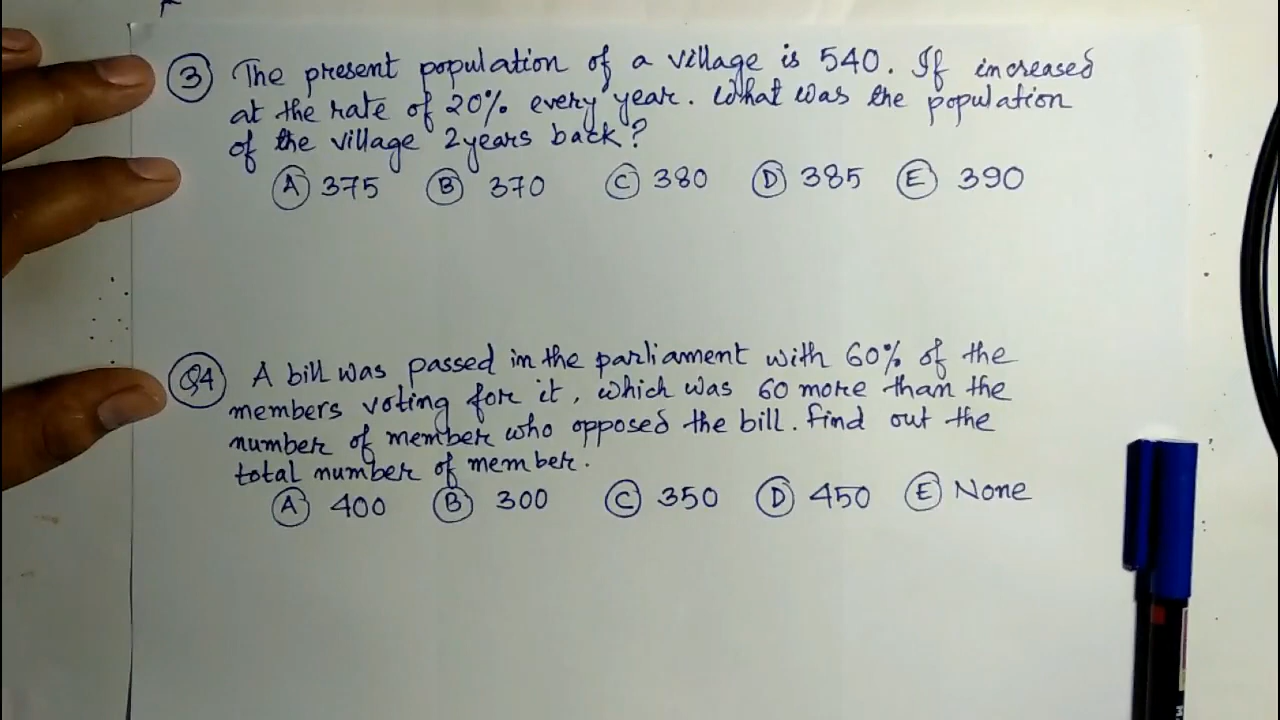 3 The present population of a village is 540. If increased
at the rate of 20% every year. What was the population
of the village 2 years back?
A 375 B 370 C 380 D 385 E 390
Q4 A bill was passed in the parliament with 60% of the
members voting for it, which was 60 more than the
number of member who opposed the bill. Find out the
total number of member.
A 400 B 300 C 350 D 450 E None